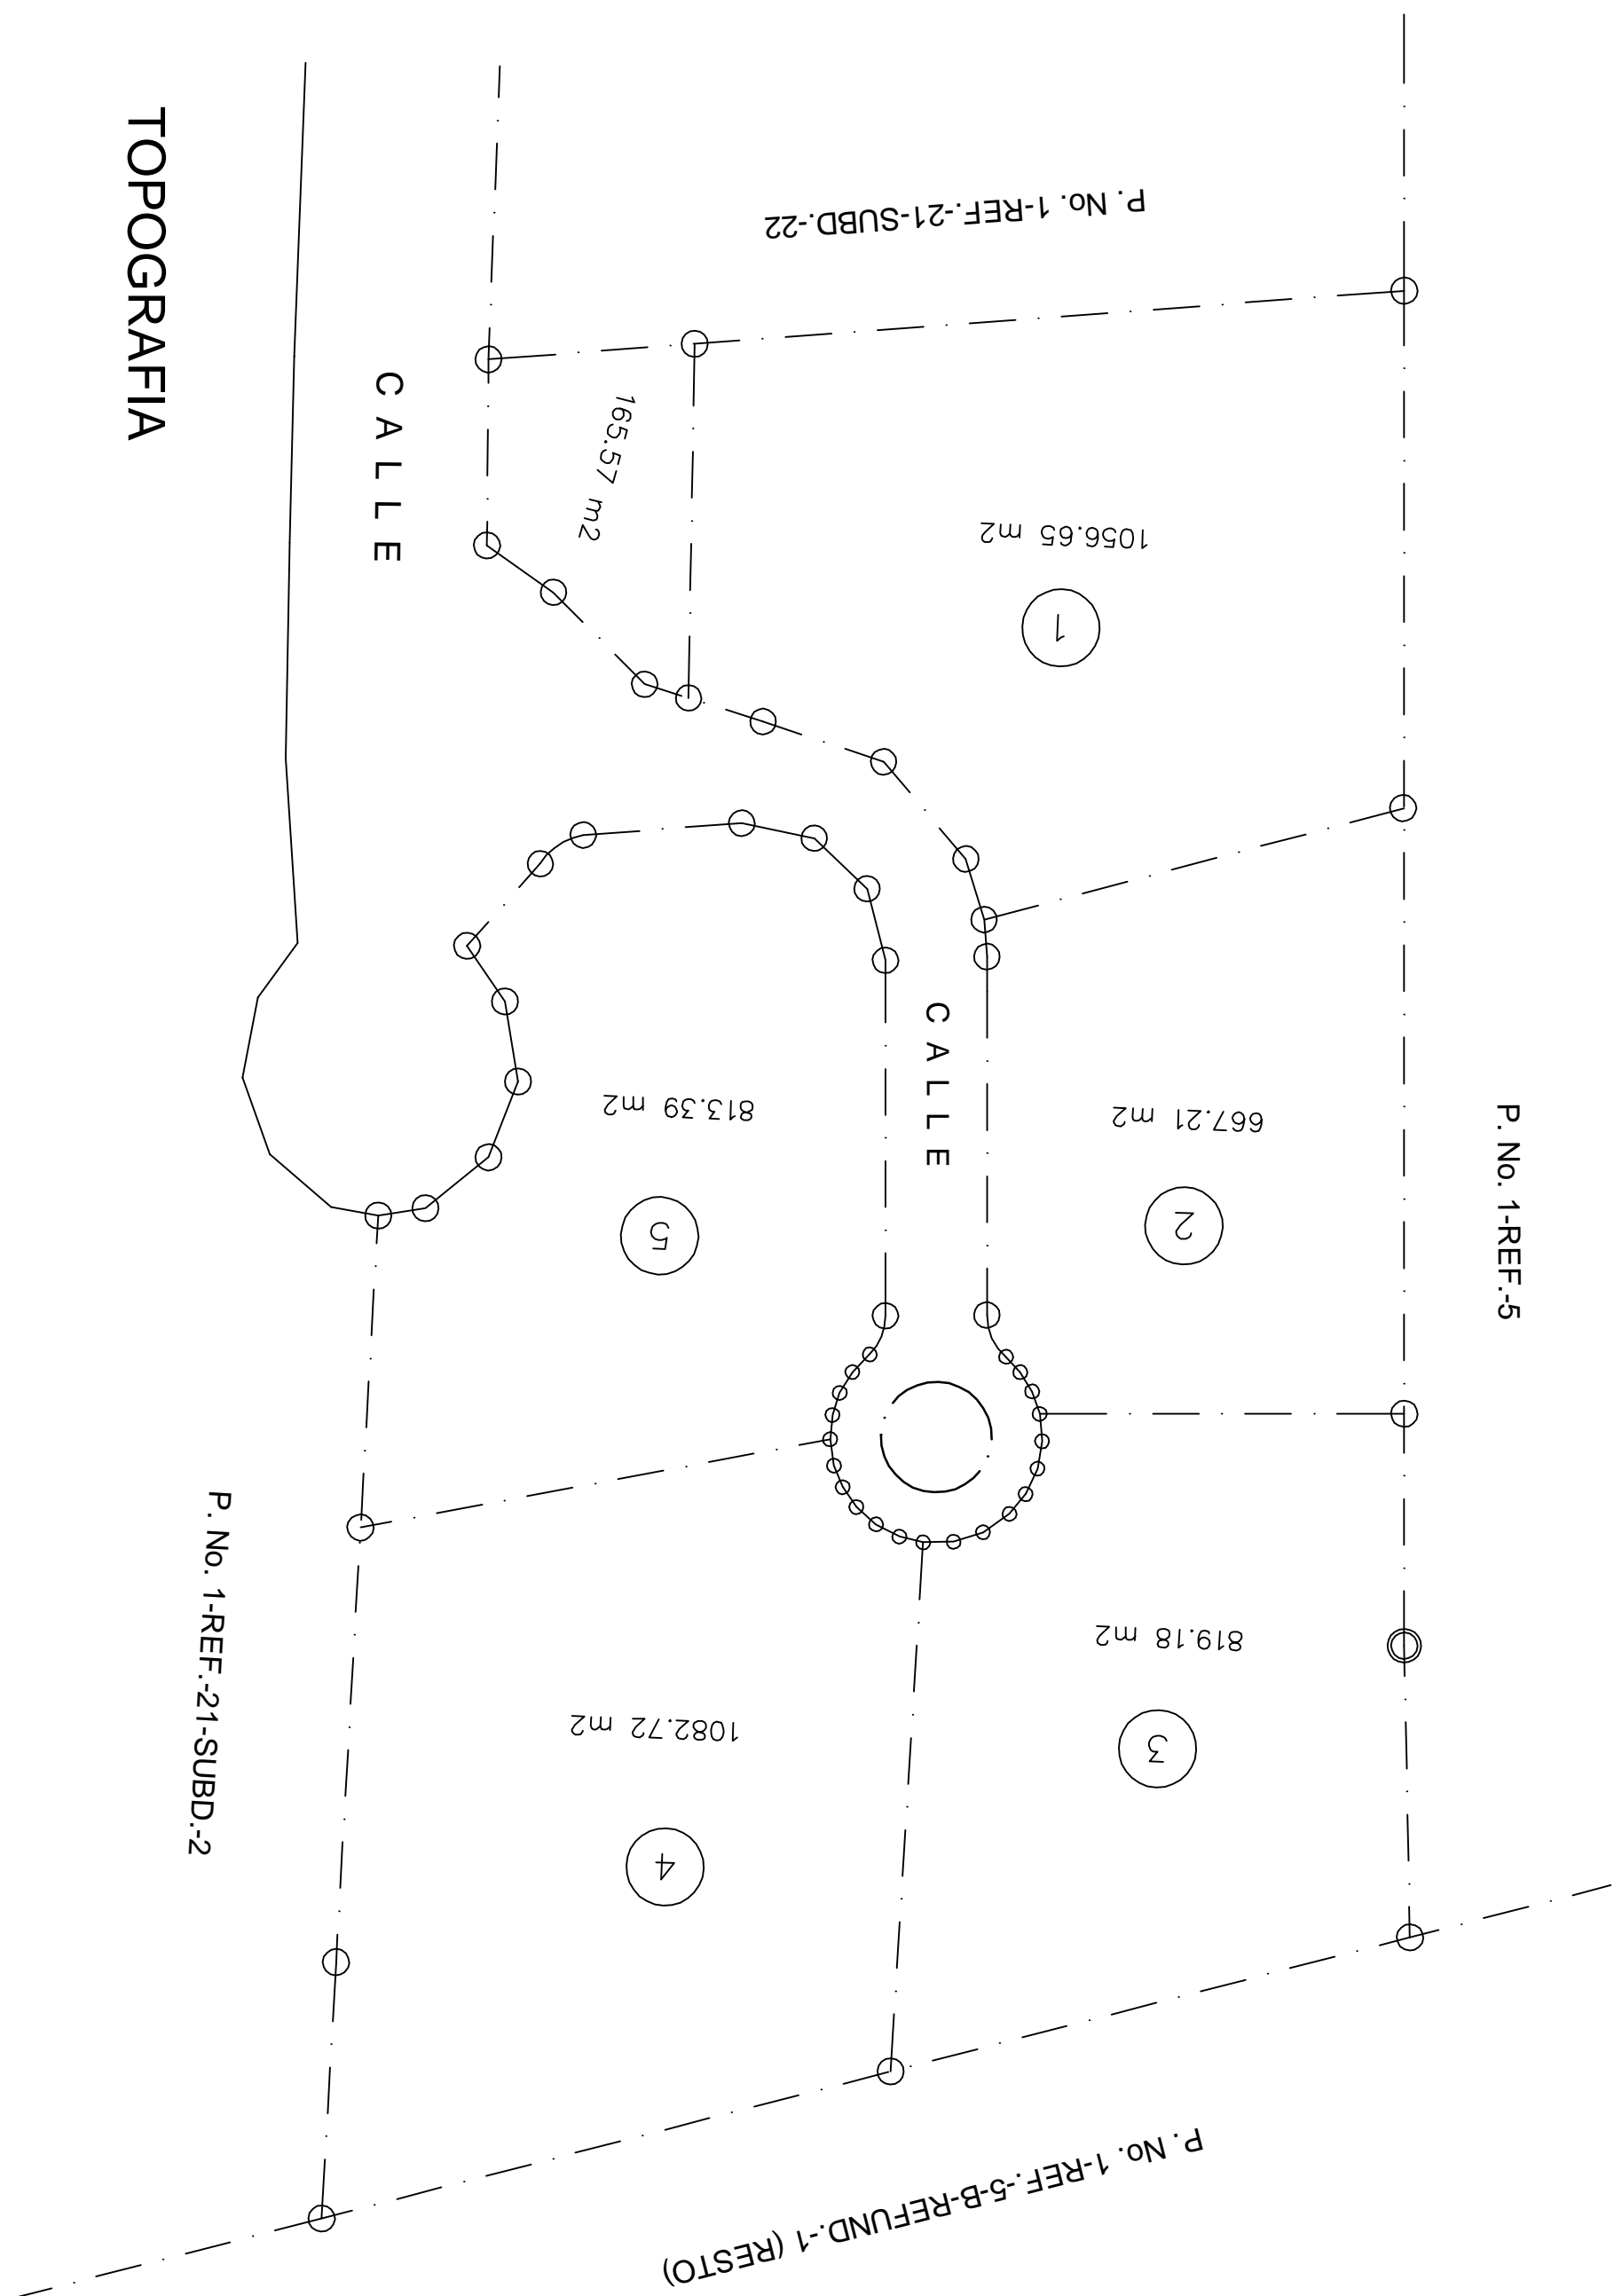 TOPOGRAFIA
P. No. 1-REF.-21-SUBD.-22
C A L L E
165.57 m2
1056.65 m2
1
C A L L E
813.39 m2
5
667.21 m2
2
P. No. 1-REF.-5
P. No. 1-REF.-21-SUBD.-2
819.18 m2
3
1082.72 m2
4
P. No. 1-REF.-5-B-REFUND.-1 (RESTO)